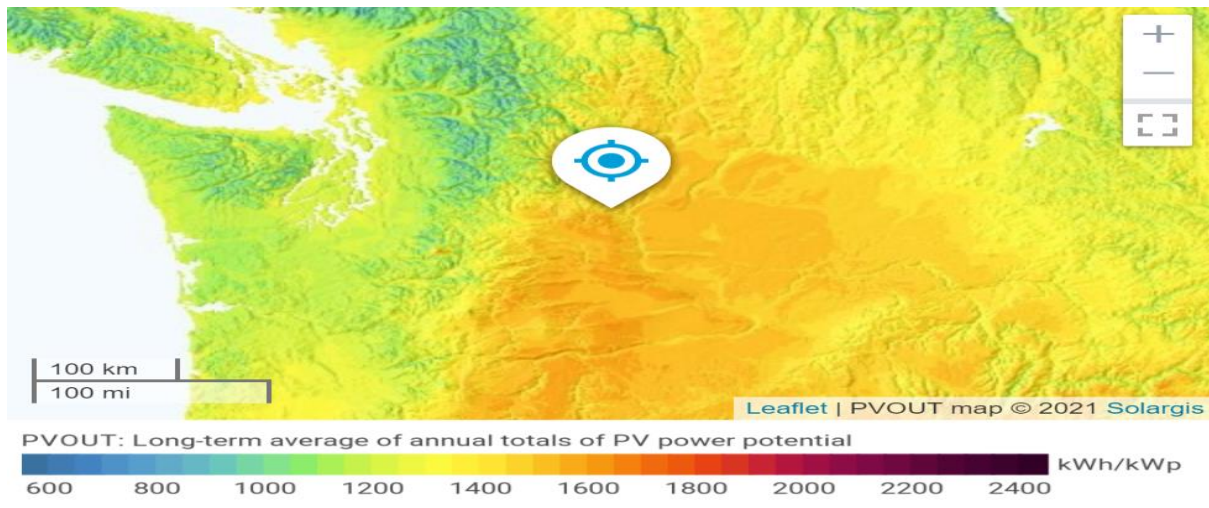 +
−
100 km
100 mi
Leaflet | PVOUT map © 2021 Solargis
PVOUT: Long-term average of annual totals of PV power potential
kWh/kWp
600 800 1000 1200 1400 1600 1800 2000 2200 2400